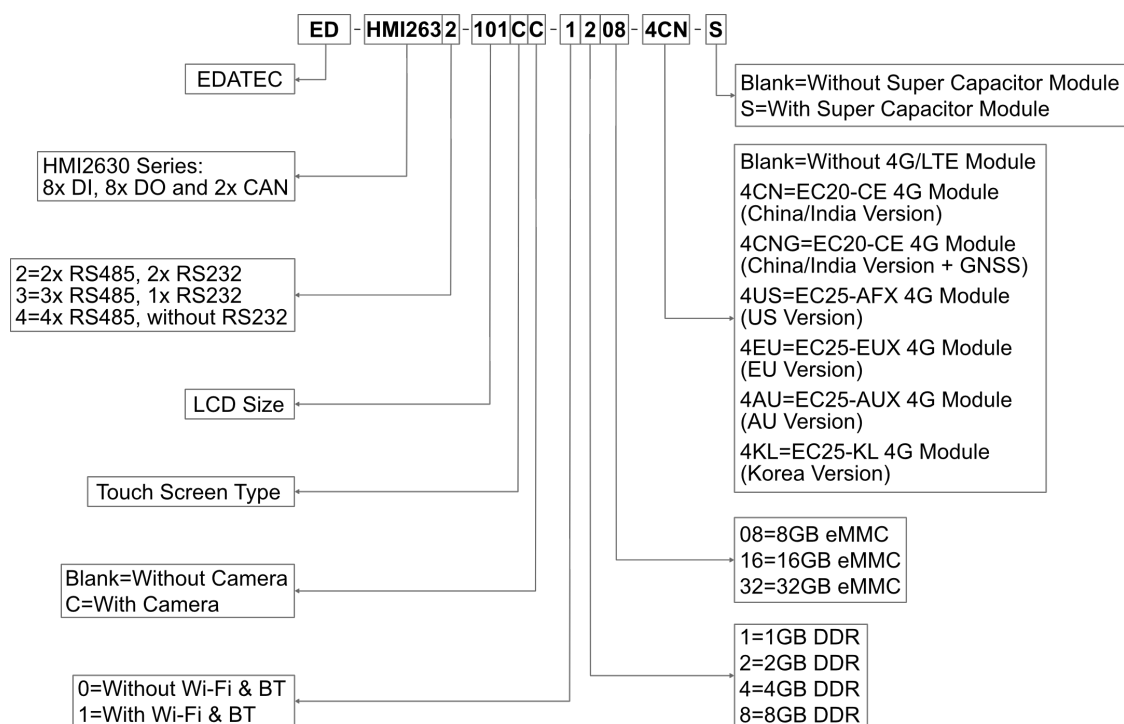 ED - HMI2632 - 101CC - 1208 - 4CN - S
EDATEC
HMI2630 Series:
8x DI, 8x DO and 2x CAN
2=2x RS485, 2x RS232
3=3x RS485, 1x RS232
4=4x RS485, without RS232
LCD Size
Touch Screen Type
Blank=Without Camera
C=With Camera
0=Without Wi-Fi & BT
1=With Wi-Fi & BT
Blank=Without Super Capacitor Module
S=With Super Capacitor Module
Blank=Without 4G/LTE Module
4CN=EC20-CE 4G Module
(China/India Version)
4CNG=EC20-CE 4G Module
(China/India Version + GNSS)
4US=EC25-AFX 4G Module
(US Version)
4EU=EC25-EUX 4G Module
(EU Version)
4AU=EC25-AUX 4G Module
(AU Version)
4KL=EC25-KL 4G Module
(Korea Version)
08=8GB eMMC
16=16GB eMMC
32=32GB eMMC
1=1GB DDR
2=2GB DDR
4=4GB DDR
8=8GB DDR